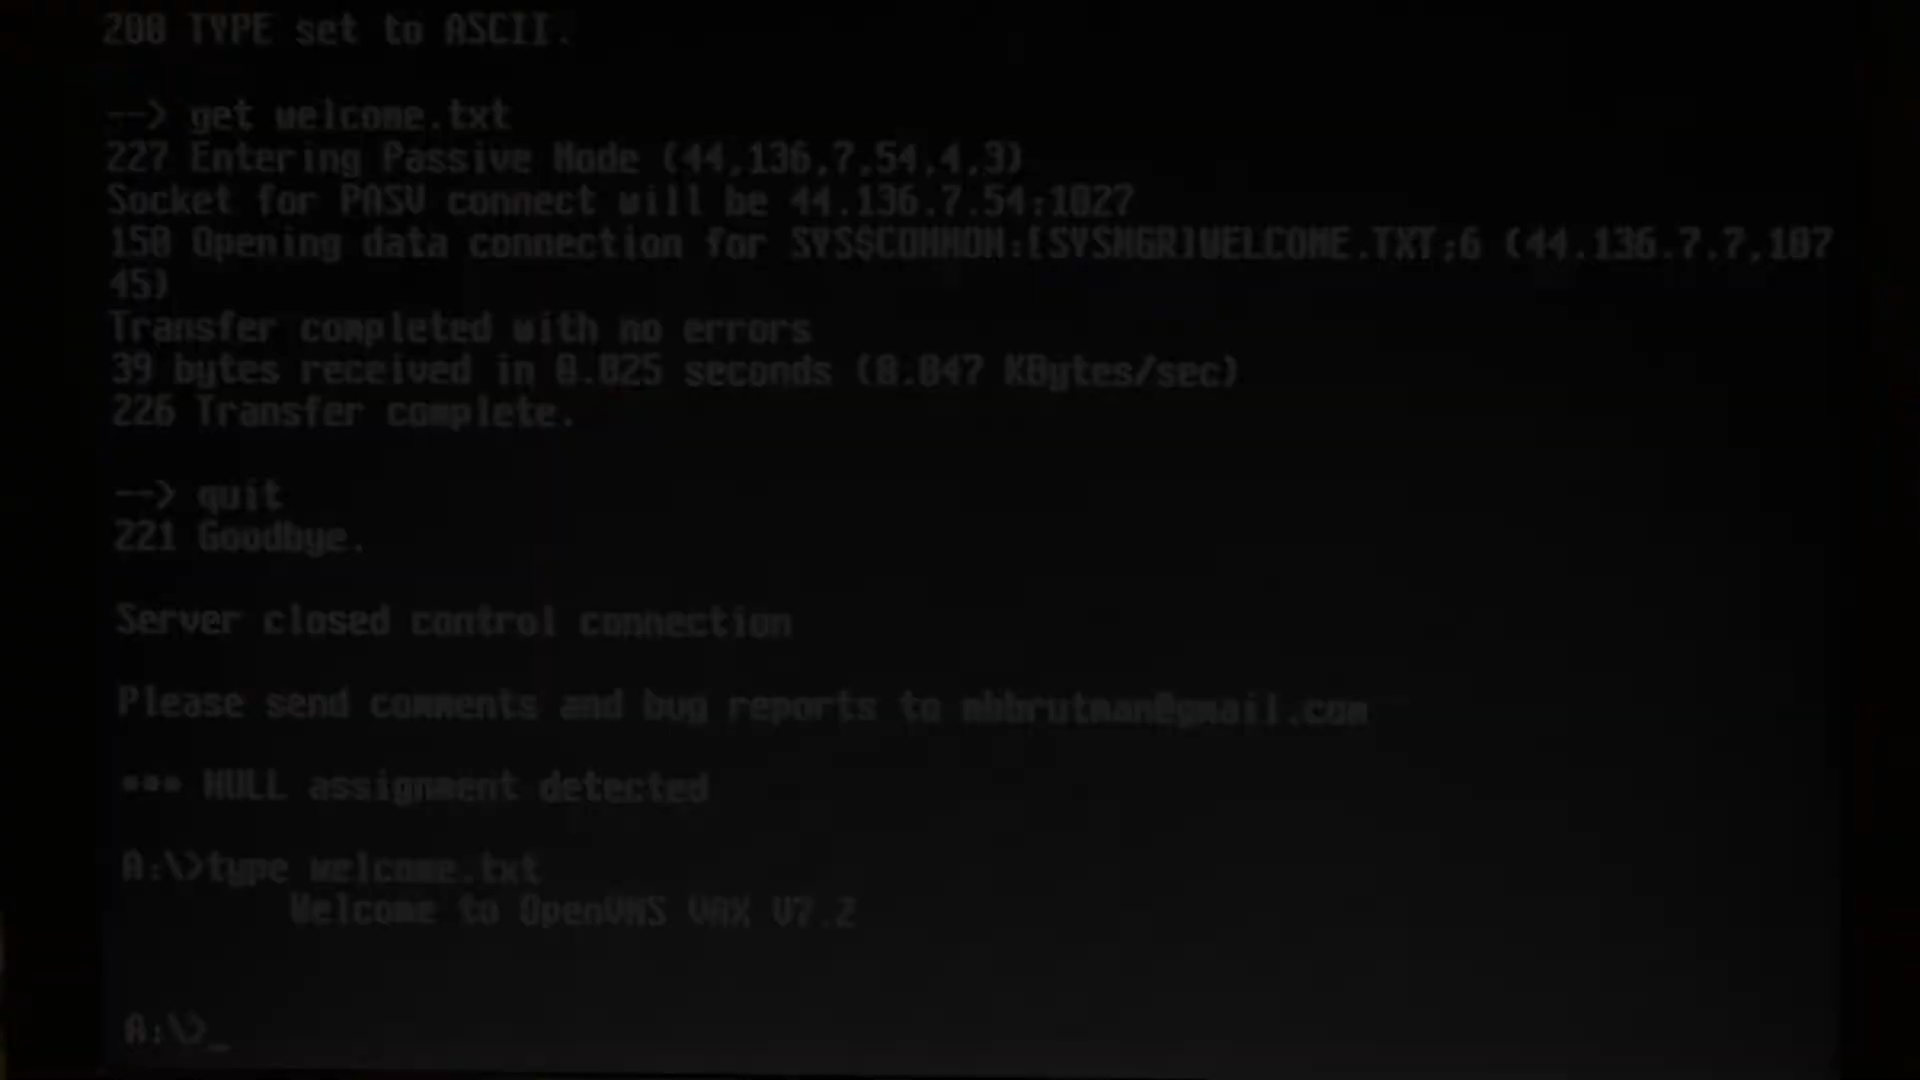 200 TYPE set to ASCII.
--> get welcome.txt
227 Entering Passive Mode (44,136,7,54,4,3)
Socket for PASV connect will be 44.136.7.54:1027
150 Opening data connection for SYS$COMMON:[SYSMGR]WELCOME.TXT;6 (44.136.7.7,107
45)
Transfer completed with no errors
39 bytes received in 0.825 seconds (0.047 KBytes/sec)
226 Transfer complete.
--> quit
221 Goodbye.
Server closed control connection
Please send comments and bug reports to mbbrutman@gmail.com
*** NULL assignment detected
A:\>type welcome.txt
Welcome to OpenVMS VAX V7.2
A:\>_